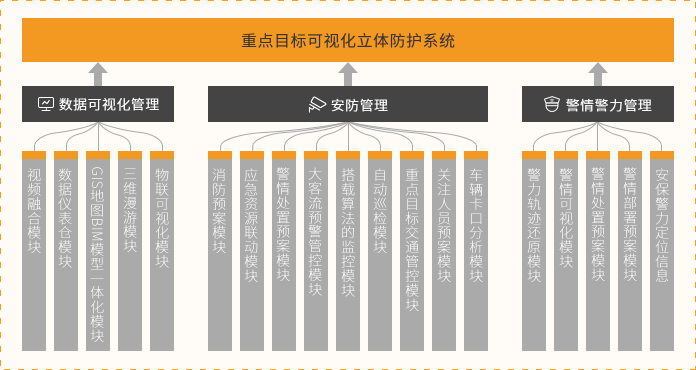 重点目标可视化立体防护系统
数据可视化管理
安防管理
警情警力管理
视频融合模块
数据仪表仓模块
GIS地图BIM模型一体化模块
三维漫游模块
物联可视化模块
消防预案模块
应急资源联动模块
警情处置预案模块
大客流预警管控模块
搭载算法的监控模块
自动巡检模块
重点目标交通管控模块
关注人员预案模块
车辆卡口分析模块
警力轨迹还原模块
警情可视化模块
警情处置预案模块
警情部署预案模块
安保警力定位信息